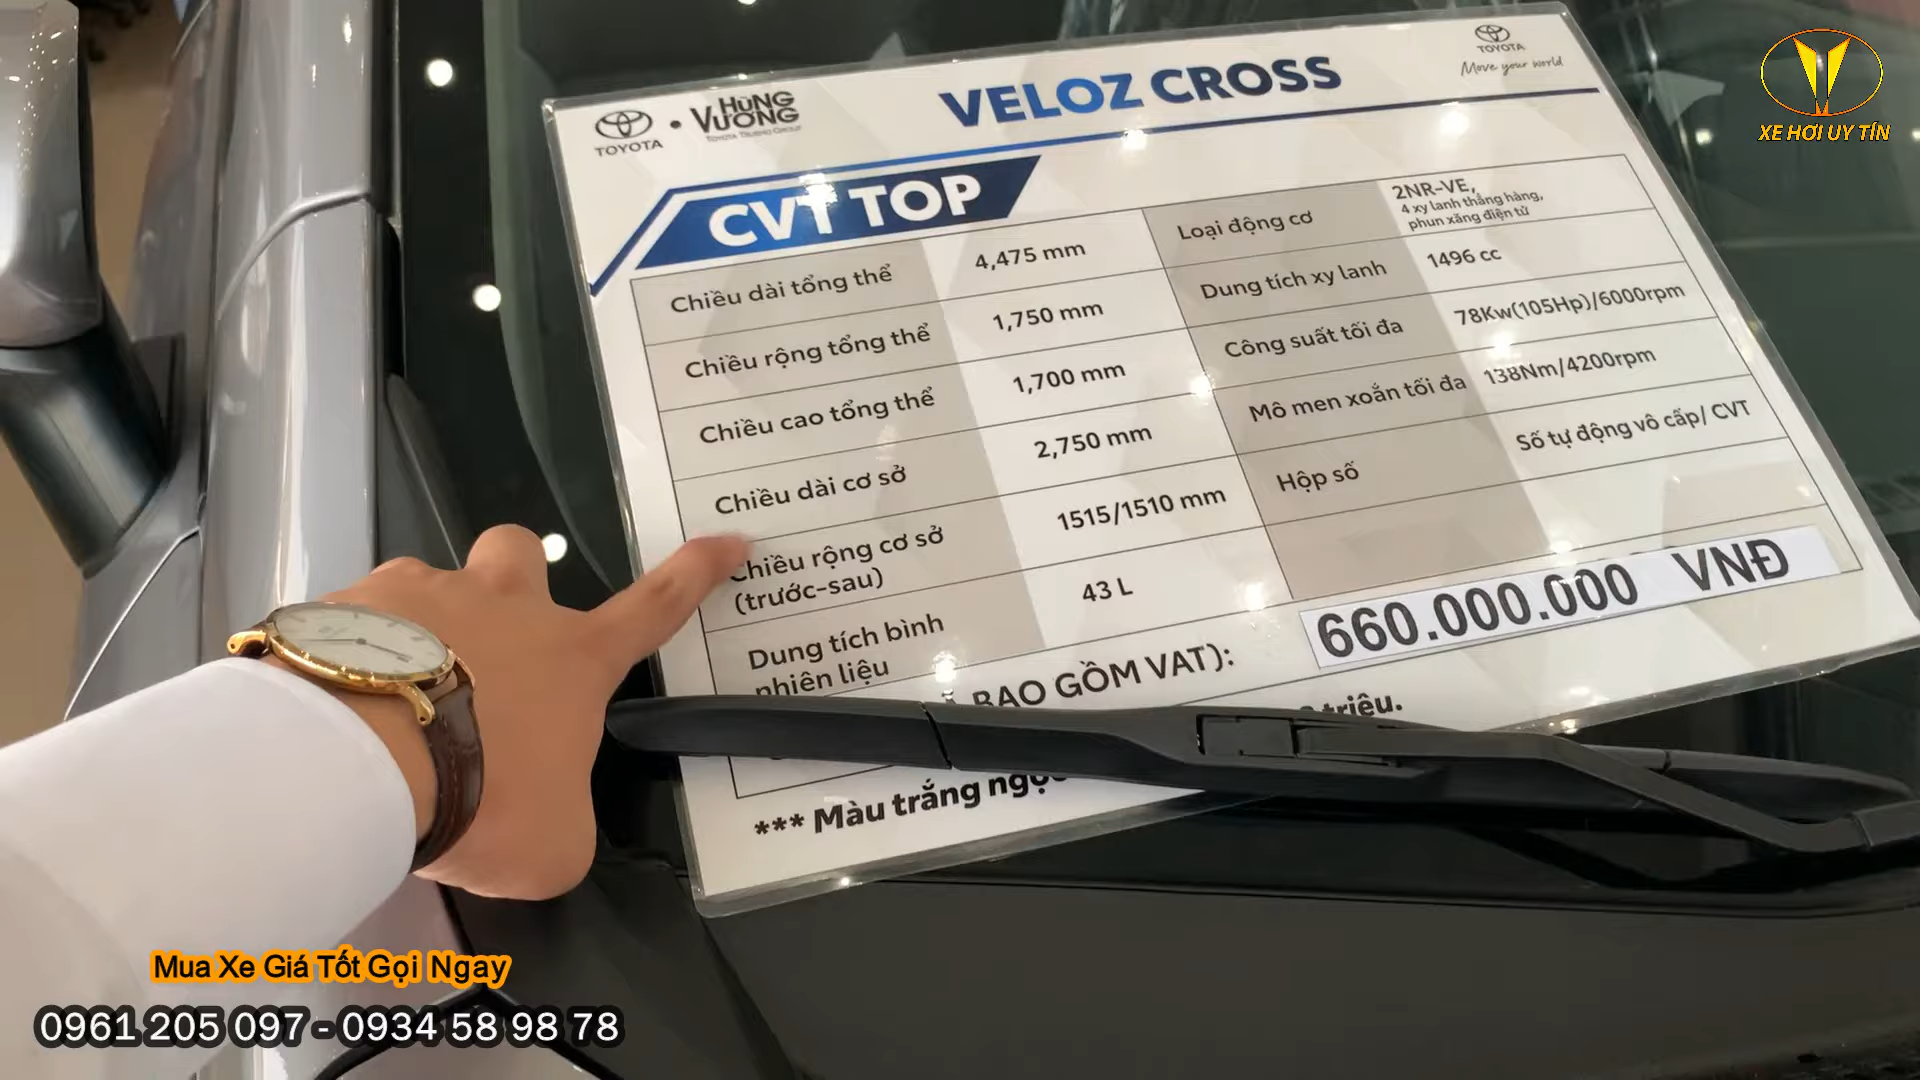 TOYOTA
Move your world
TOYOTA • HÙNG VƯƠNG
VELOZ CROSS
XE HƠI UY TÍN
CVT TOP
Chiều dài tổng thể 4,475 mm
Chiều rộng tổng thể 1,750 mm
Chiều cao tổng thể 1,700 mm
Chiều dài cơ sở 2,750 mm
Chiều rộng cơ sở 1515/1510 mm
(trước-sau)
Dung tích bình 43 L
nhiên liệu
Loại động cơ 2NR-VE,
4 xy lanh thẳng hàng,
phun xăng điện tử
Dung tích xy lanh 1496 cc
Công suất tối đa 78Kw(105Hp)/6000rpm
Mô men xoắn tối đa 138Nm/4200rpm
Hộp số Số tự động vô cấp/ CVT
BAO GỒM VAT): 660.000.000 VNĐ
triệu.
*** Màu trắng ngọc
Mua Xe Giá Tốt Gọi Ngay
0961 205 097 - 0934 58 98 78